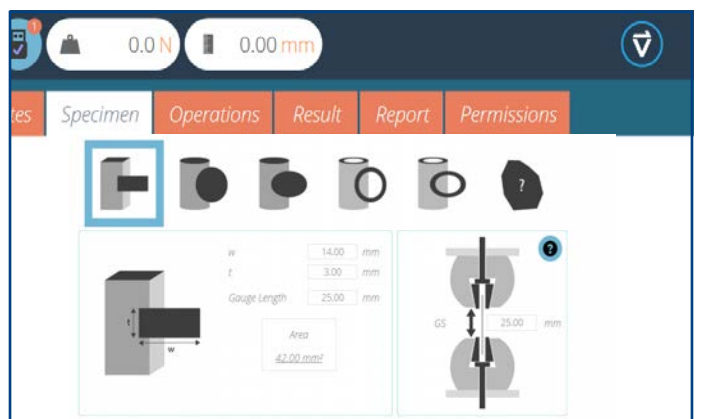 1
0.0 N 0.00 mm
tes Specimen Operations Result Report Permissions
?
w 14.00 mm
t 3.00 mm
Gauge Length 25.00 mm
Area
42.00 mm²
t
w
?
GS 25.00 mm